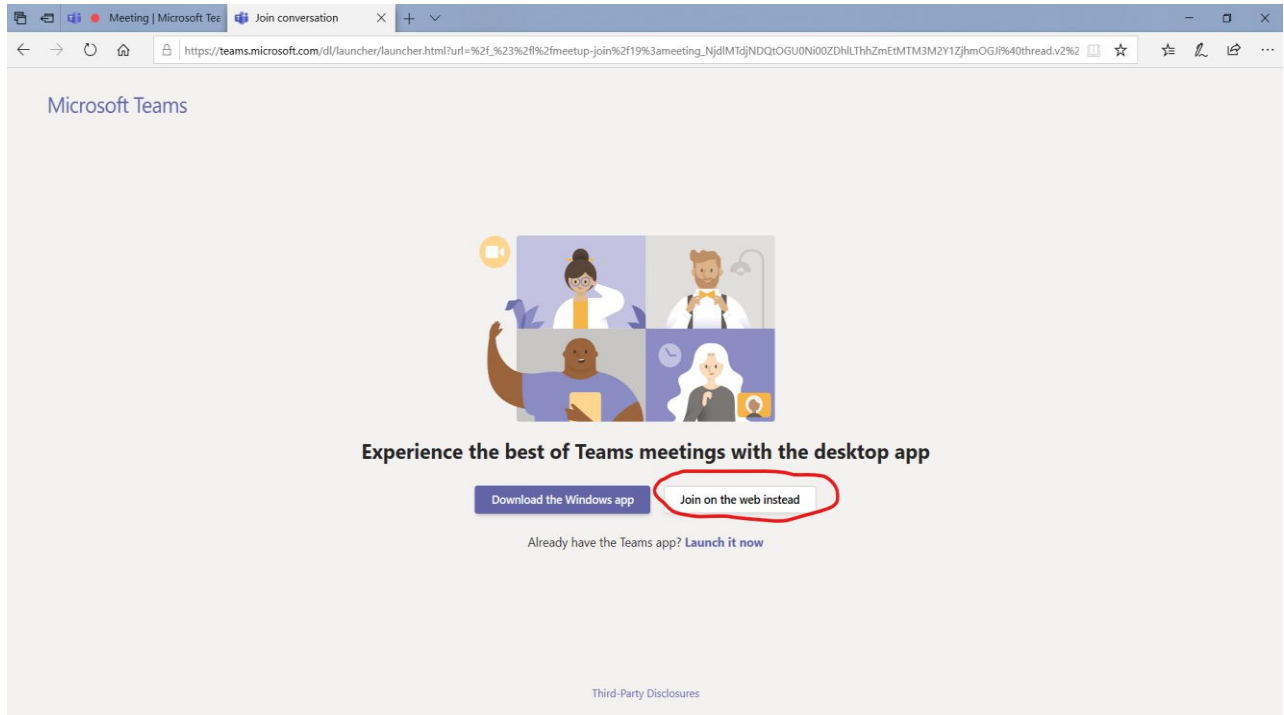 Meeting | Microsoft Tea
Join conversation
https://teams.microsoft.com/dl/launcher/launcher.html?url=%2f_%23%2fl%2fmeetup-join%2f19%3ameeting_NjdlMTdjNDQtOGU0Ni00ZDhlLThhZmEtMTM3M2Y1ZjhmOGJi%40thread.v2%2
Microsoft Teams
Experience the best of Teams meetings with the desktop app
Download the Windows app
Join on the web instead
Already have the Teams app? Launch it now
Third-Party Disclosures